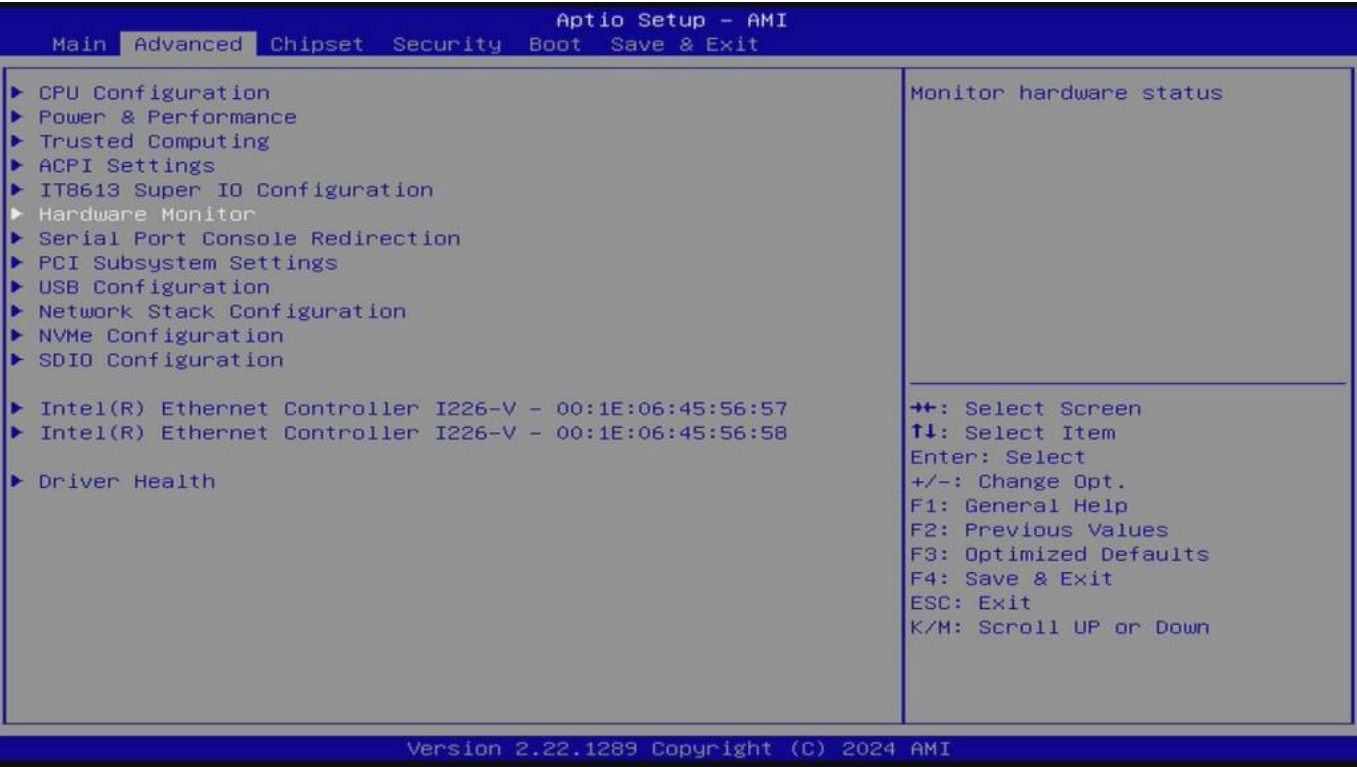 Aptio Setup – AMI
Main Advanced Chipset Security Boot Save & Exit
▶ CPU Configuration
▶ Power & Performance
▶ Trusted Computing
▶ ACPI Settings
▶ IT8613 Super IO Configuration
▶ Hardware Monitor
▶ Serial Port Console Redirection
▶ PCI Subsystem Settings
▶ USB Configuration
▶ Network Stack Configuration
▶ NVMe Configuration
▶ SDIO Configuration
▶ Intel(R) Ethernet Controller I226-V – 00:1E:06:45:56:57
▶ Intel(R) Ethernet Controller I226-V – 00:1E:06:45:56:58
▶ Driver Health
Monitor hardware status
→←: Select Screen
↑↓: Select Item
Enter: Select
+/-: Change Opt.
F1: General Help
F2: Previous Values
F3: Optimized Defaults
F4: Save & Exit
ESC: Exit
K/M: Scroll UP or Down
Version 2.22.1289 Copyright (C) 2024 AMI